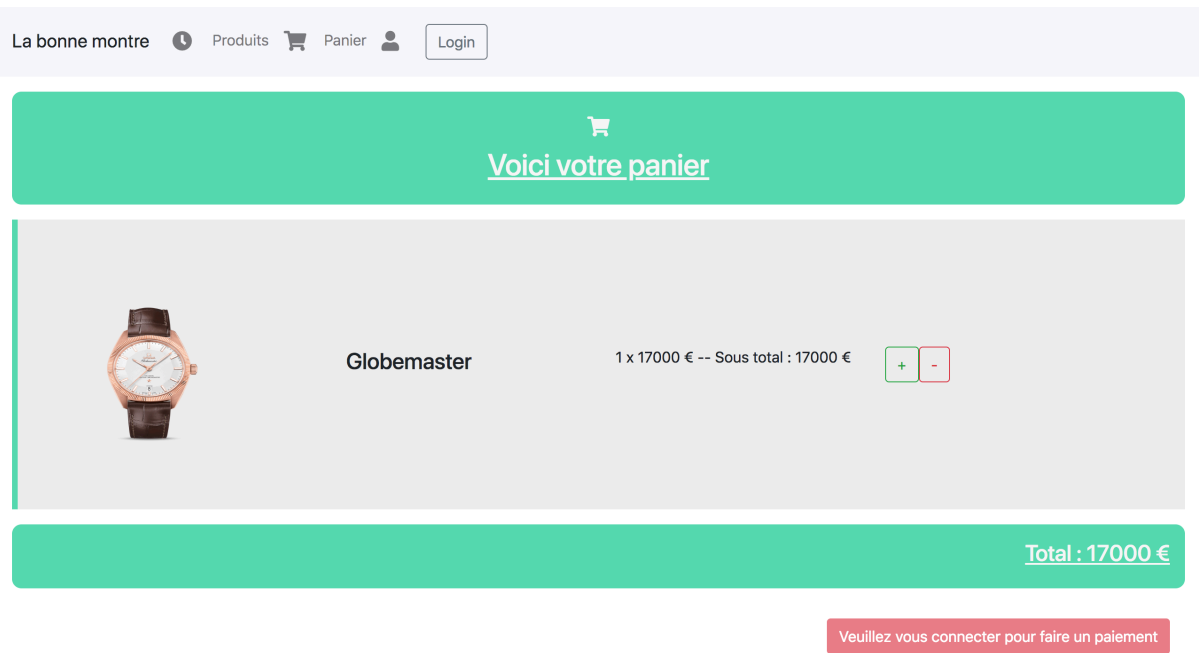 La bonne montre Produits Panier Login
Voici votre panier
Globemaster 1 x 17000 € -- Sous total : 17000 € + -
Total : 17000 €
Veuillez vous connecter pour faire un paiement